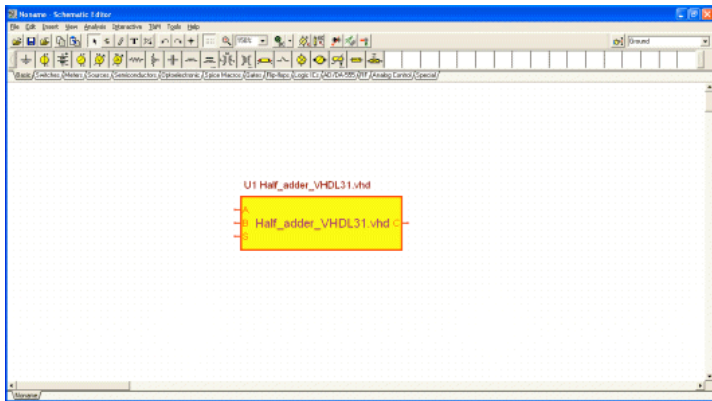 Noname - Schematic Editor
File Edit Insert View Analysis Interactive T&M Tools Help
150%
Ground
Basic Switches Meters Sources Semiconductors Optoelectronic Spice Macros Gates Flip-flops Logic ICs AD/DA-555 RF Analog Control Special
U1 Half_adder_VHDL31.vhd
A
B Half_adder_VHDL31.vhd C
S
Noname